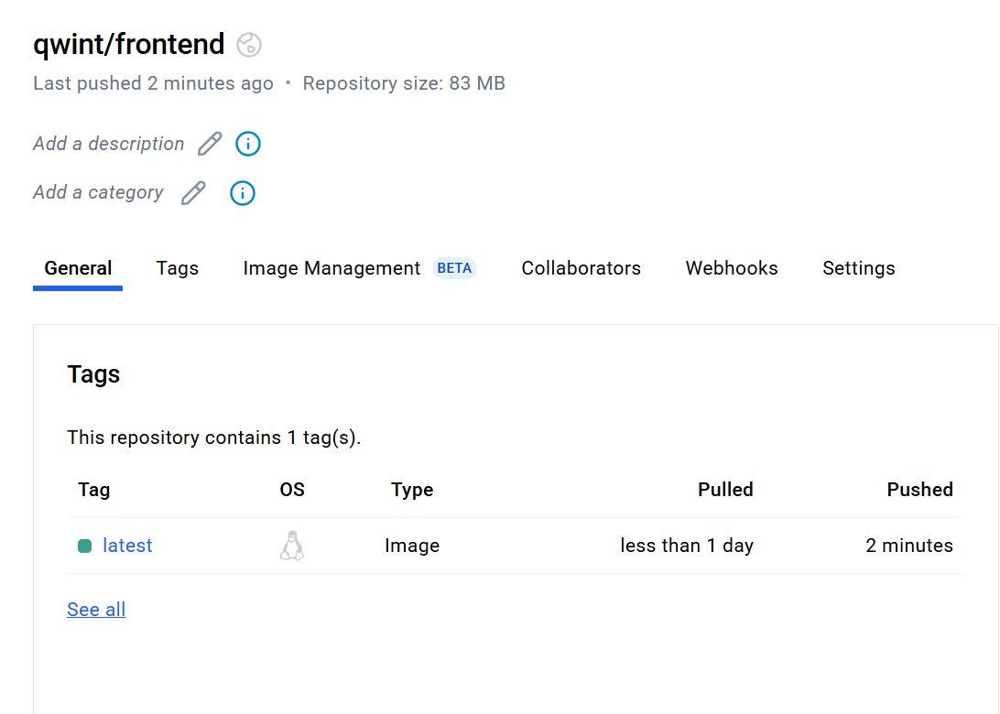 qwint/frontend
Last pushed 2 minutes ago • Repository size: 83 MB
Add a description
Add a category
General Tags Image Management BETA Collaborators Webhooks Settings
Tags
This repository contains 1 tag(s).
Tag OS Type Pulled Pushed
latest Image less than 1 day 2 minutes
See all